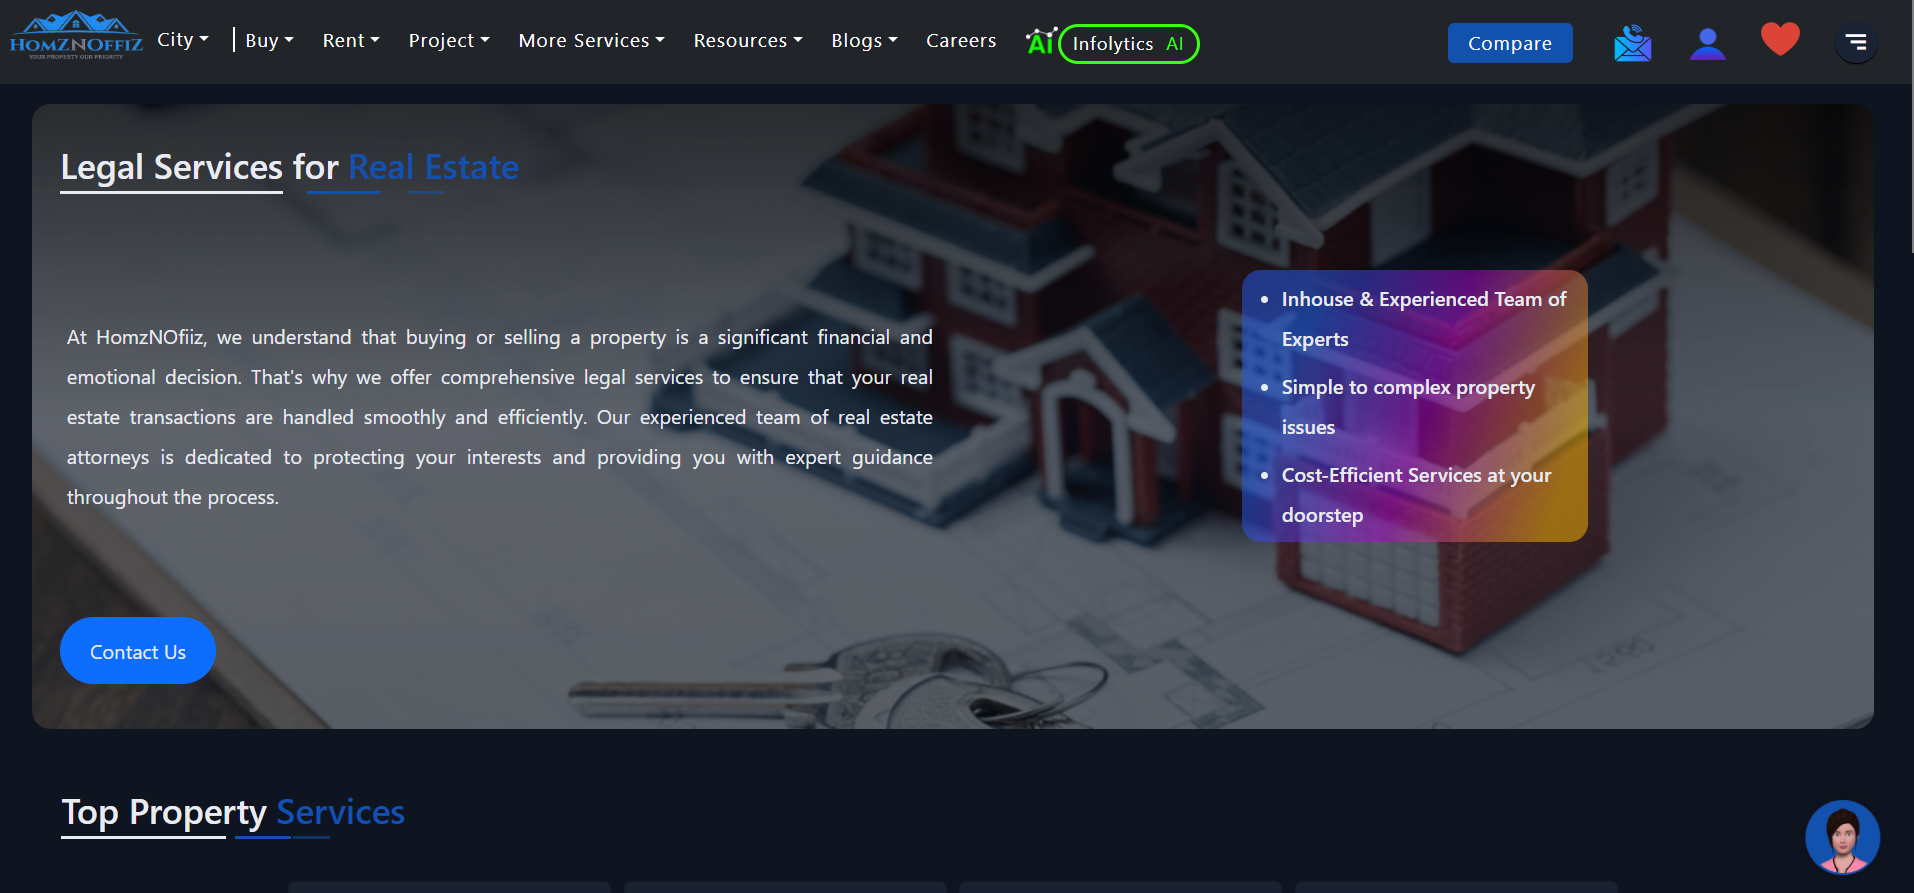 HOMZNOFFIZ
YOUR PROPERTY OUR PRIORITY
City
Buy
Rent
Project
More Services
Resources
Blogs
Careers
Ai
Infolytics AI
Compare
Legal Services for Real Estate
At HomzNOfiiz, we understand that buying or selling a property is a significant financial and
emotional decision. That's why we offer comprehensive legal services to ensure that your real
estate transactions are handled smoothly and efficiently. Our experienced team of real estate
attorneys is dedicated to protecting your interests and providing you with expert guidance
throughout the process.
• Inhouse & Experienced Team of
Experts
• Simple to complex property
issues
• Cost-Efficient Services at your
doorstep
Contact Us
Top Property Services